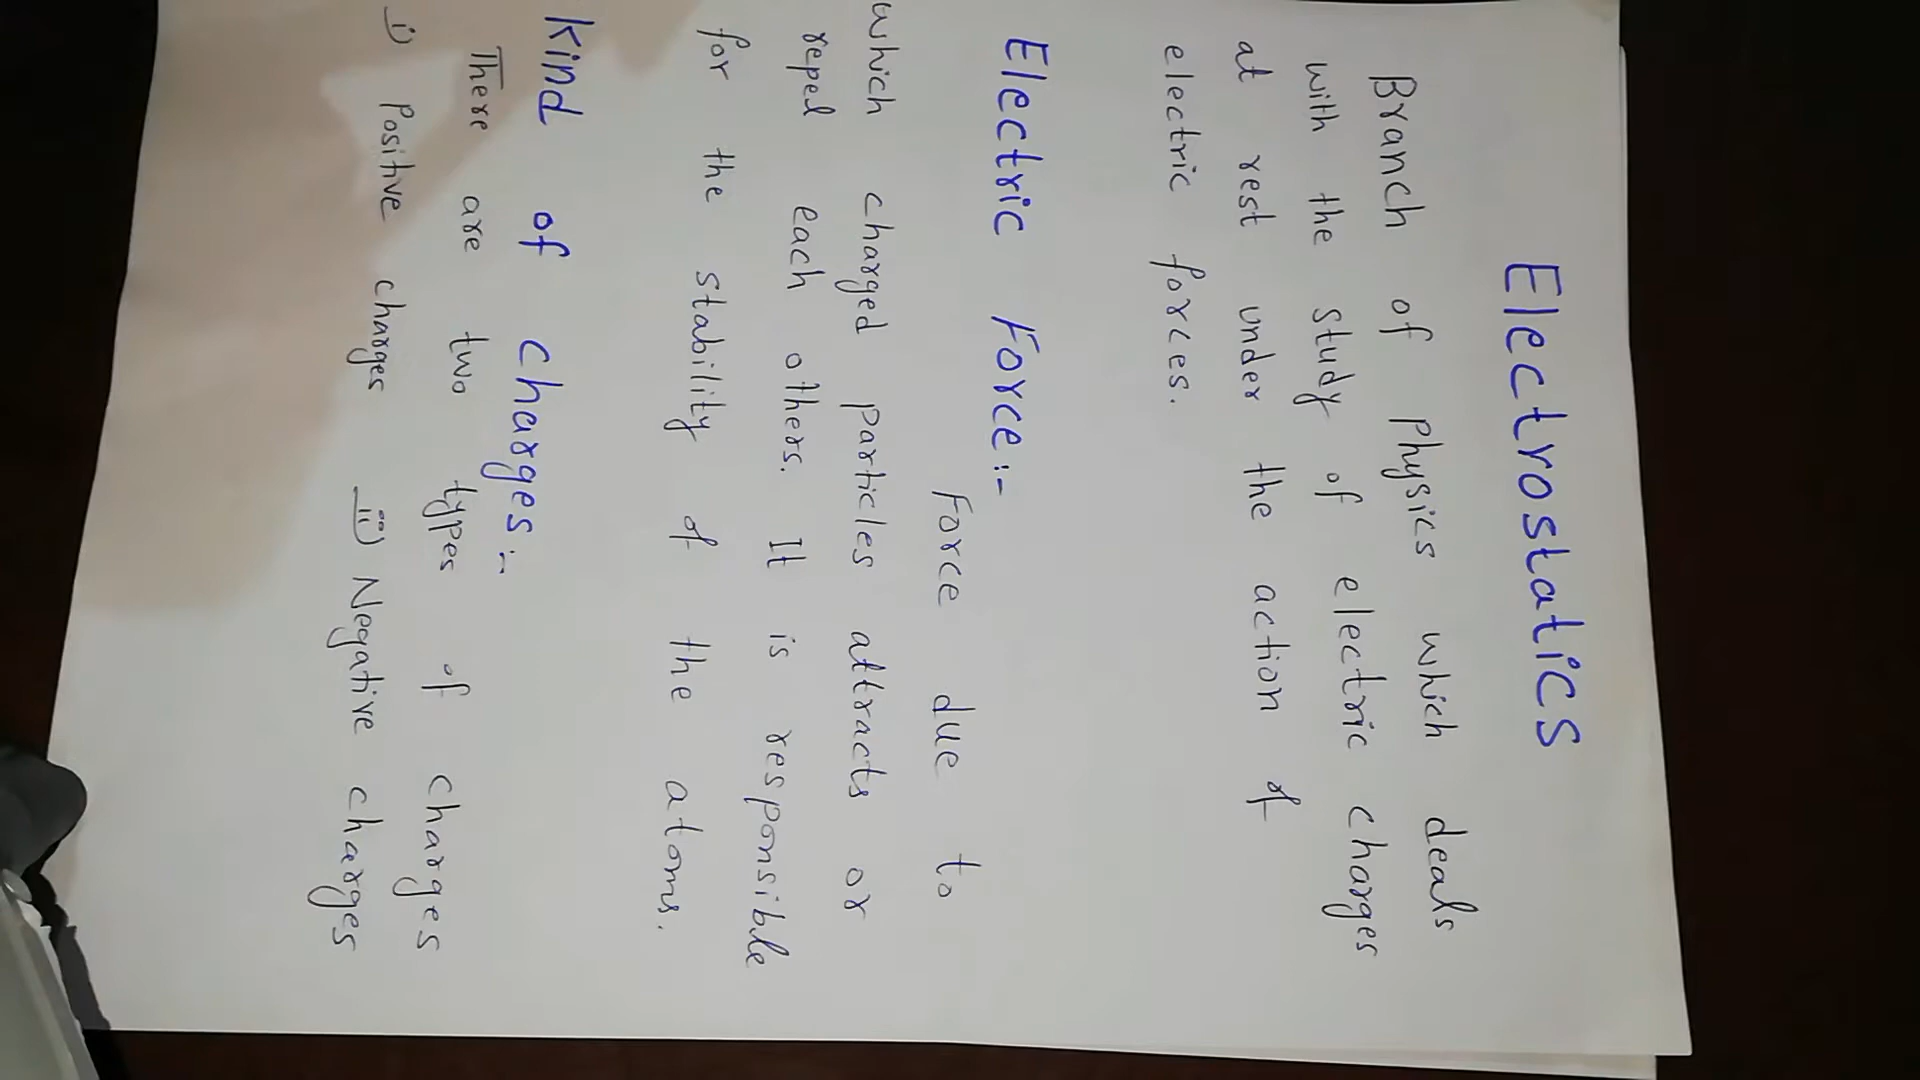 Electrostatics
Branch of Physics which deals
with the study of electric charges
at rest under the action of
electric forces.
Electric Force:-
Force due to
which charged particles attracts or
repel each others. It is responsible
for the stability of the atoms.
Kind of charges:-
There are two types of charges
i) Positive charges ii) Negative charges